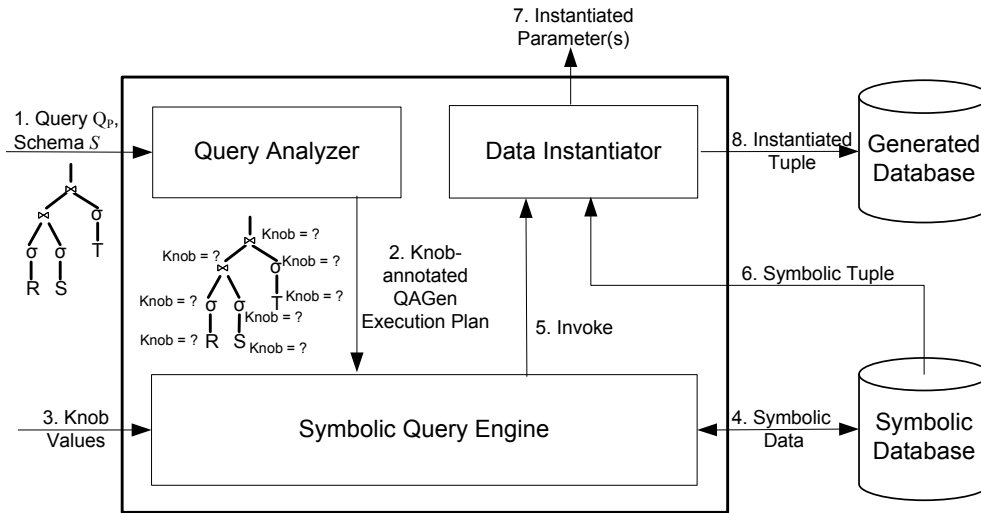 7. Instantiated
Parameter(s)
1. Query Q_P,
Schema S
Query Analyzer
Data Instantiator
8. Instantiated
Tuple
Generated
Database
⋈
⋈
σ
σ
σ
T
R
S
Knob = ?
⋈
Knob = ?
⋈
Knob = ?
σ
Knob = ?
σ
σ
Knob = ?
T
Knob = ?
Knob = ?
R
S
Knob = ?
2. Knob-
annotated
QAGen
Execution Plan
5. Invoke
6. Symbolic Tuple
3. Knob
Values
Symbolic Query Engine
4. Symbolic
Data
Symbolic
Database